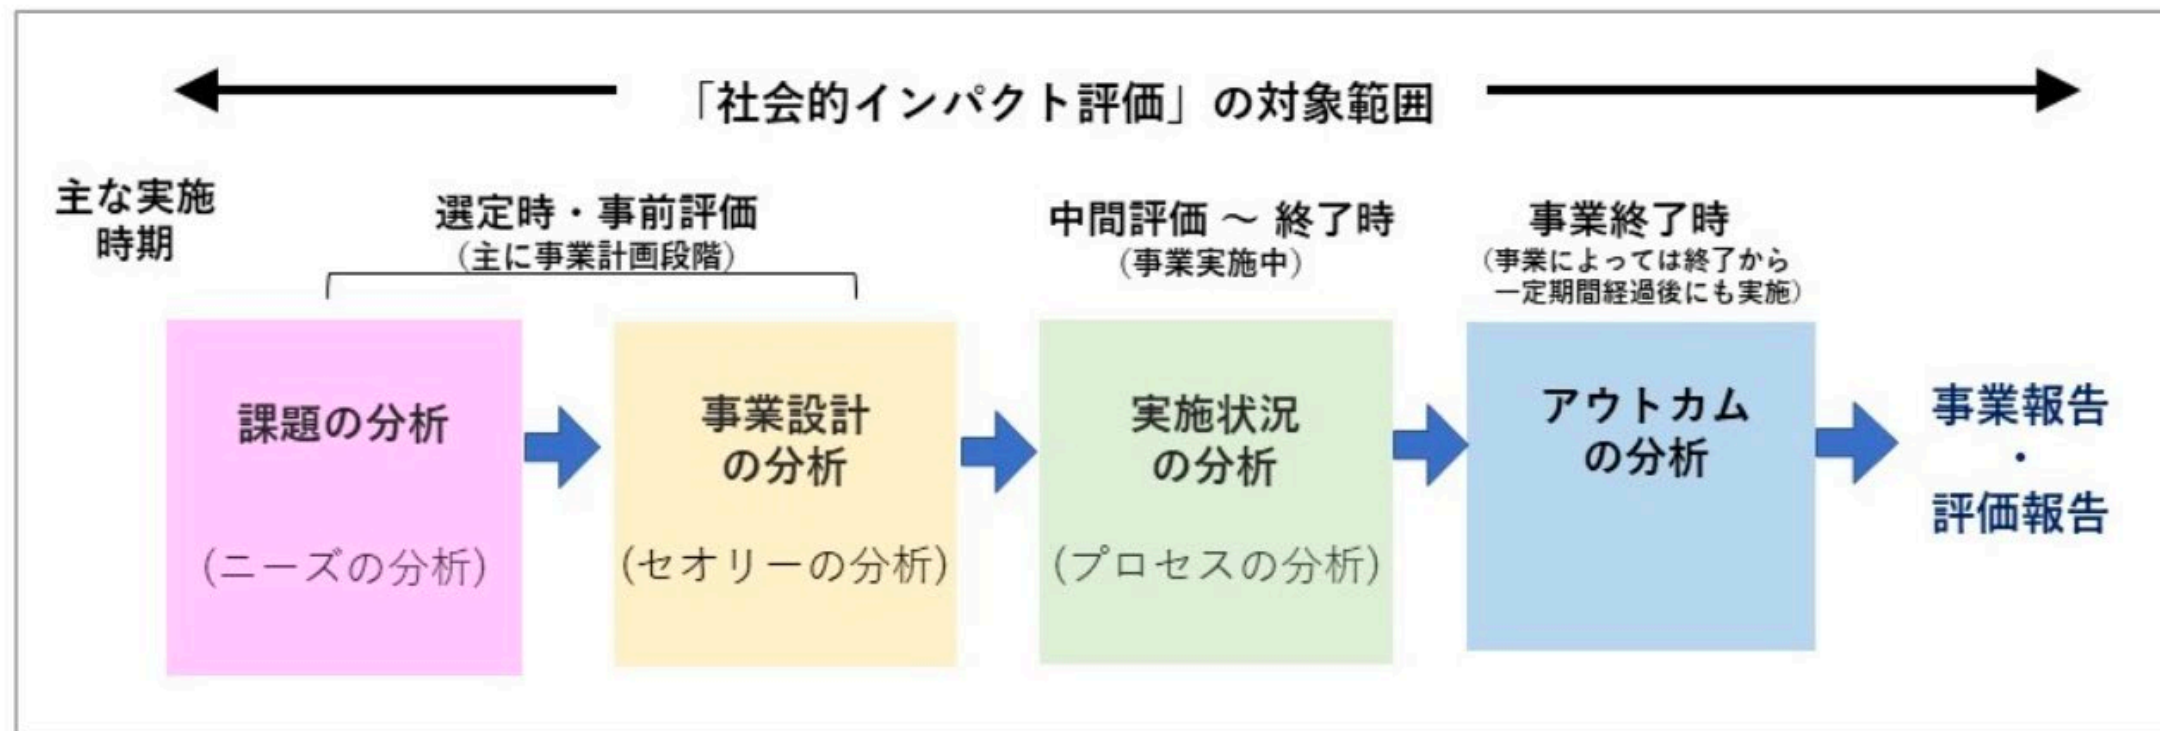 「社会的インパクト評価」の対象範囲
主な実施
時期
選定時・事前評価
(主に事業計画段階)
中間評価 ～ 終了時
(事業実施中)
事業終了時
(事業によっては終了から
一定期間経過後にも実施)
課題の分析
(ニーズの分析)
事業設計
の分析
(セオリーの分析)
実施状況
の分析
(プロセスの分析)
アウトカム
の分析
事業報告
・
評価報告